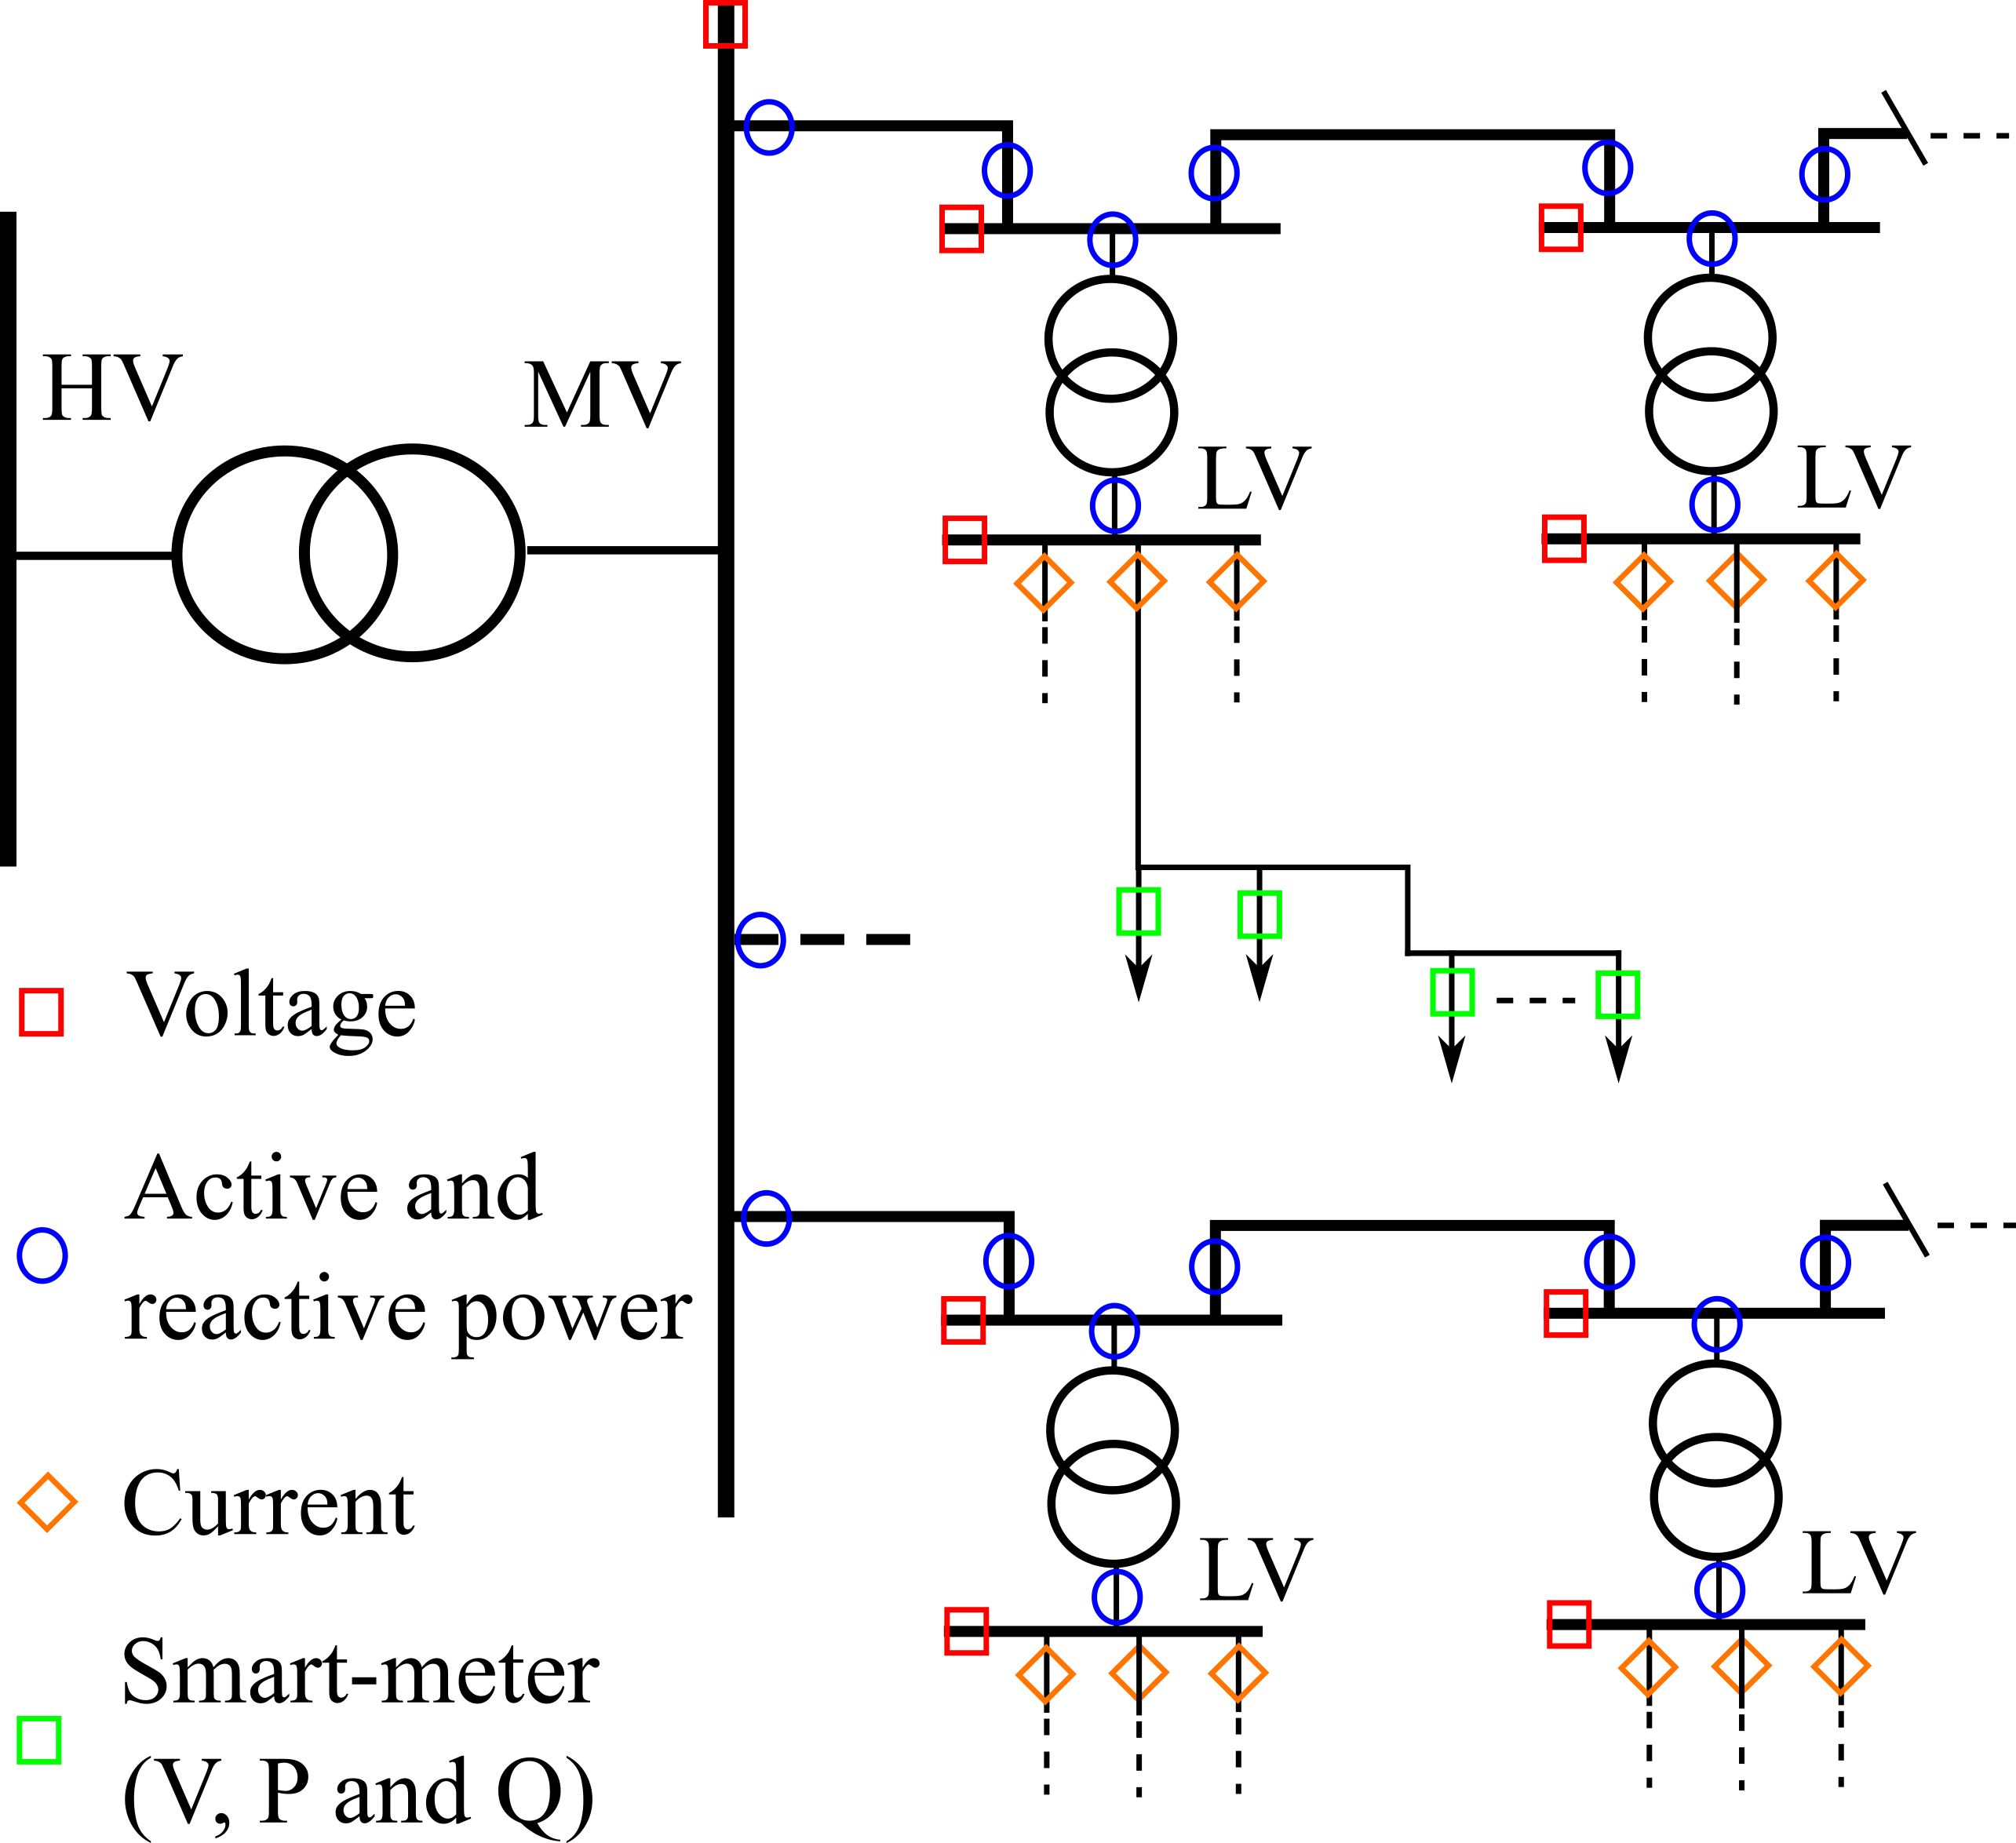 HV
MV
LV
LV
Voltage
Active and
reactive power
Current
Smart-meter
(V, P and Q)
LV
LV